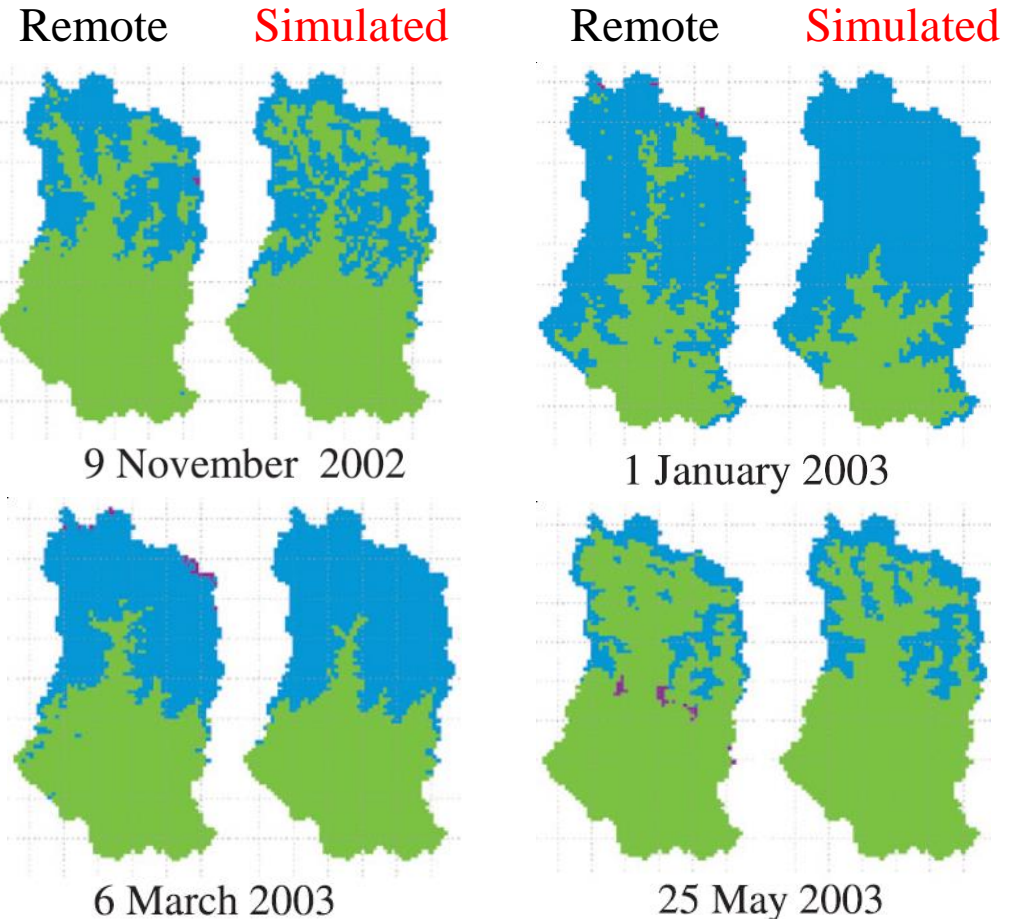 Remote Simulated Remote Simulated
9 November 2002
1 January 2003
6 March 2003
25 May 2003